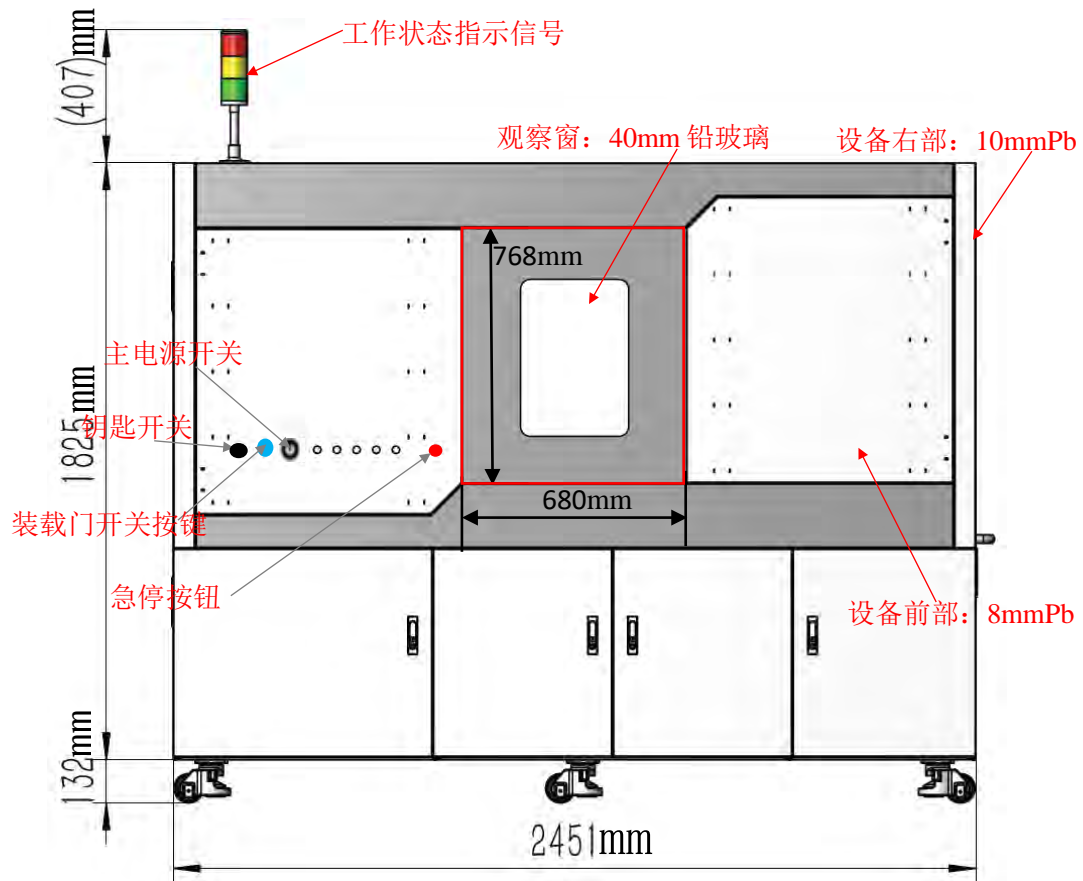 工作状态指示信号
(407)mm
观察窗：40mm 铅玻璃
设备右部：10mmPb
768mm
主电源开关
钥匙开关
1825mm
装载门开关按键
680mm
急停按钮
设备前部：8mmPb
132mm
2451mm